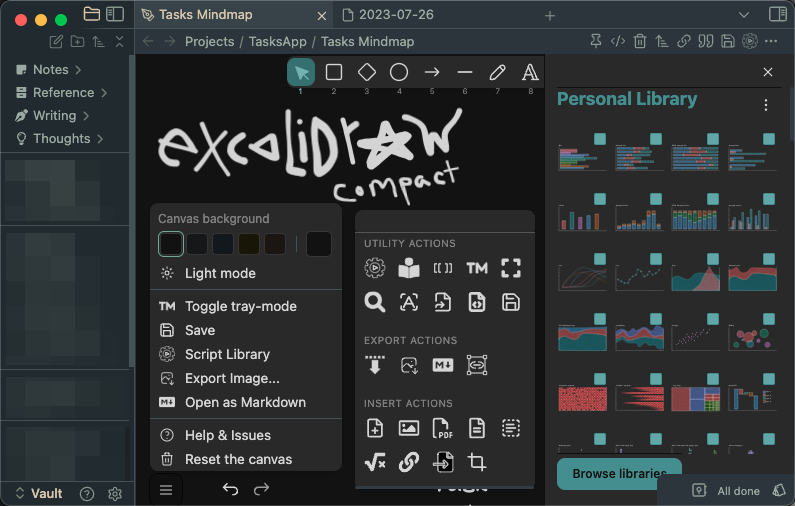 Tasks Mindmap
2023-07-26
Projects / TasksApp / Tasks Mindmap
Notes
Reference
Writing
Thoughts
1 2 3 4 5 6 7 8
excalidraw
compact
Canvas background
Light mode
TM Toggle tray-mode
Save
Script Library
Export Image...
M↓ Open as Markdown
Help & Issues
Reset the canvas
UTILITY ACTIONS
TM
EXPORT ACTIONS
M↓
INSERT ACTIONS
PDF
√x
Personal Library
Browse libraries
Vault
All done